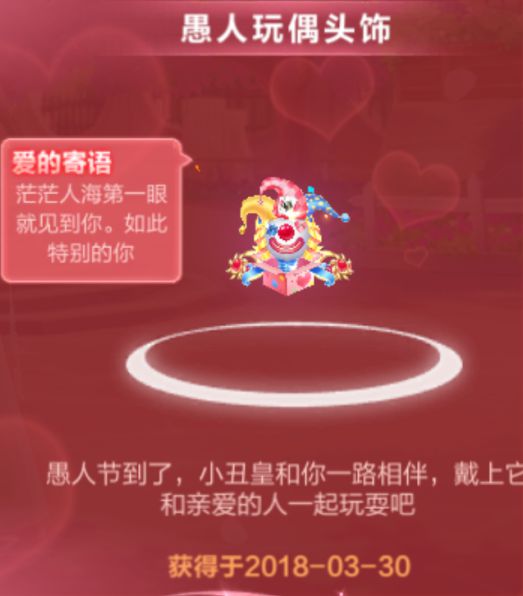 愚人玩偶头饰
爱的寄语
茫茫人海第一眼
就见到你。如此
特别的你
愚人节到了，小丑皇和你一路相伴，戴上它
和亲爱的人一起玩耍吧
获得于2018-03-30